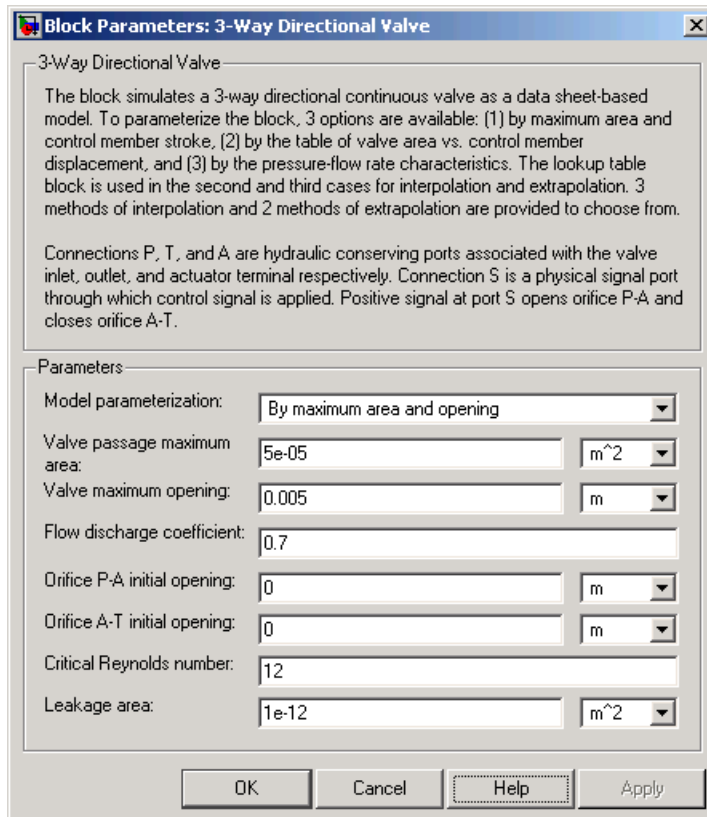 Block Parameters: 3-Way Directional Valve
3-Way Directional Valve
The block simulates a 3-way directional continuous valve as a data sheet-based
model. To parameterize the block, 3 options are available: (1) by maximum area and
control member stroke, (2) by the table of valve area vs. control member
displacement, and (3) by the pressure-flow rate characteristics. The lookup table
block is used in the second and third cases for interpolation and extrapolation. 3
methods of interpolation and 2 methods of extrapolation are provided to choose from.
Connections P, T, and A are hydraulic conserving ports associated with the valve
inlet, outlet, and actuator terminal respectively. Connection S is a physical signal port
through which control signal is applied. Positive signal at port S opens orifice P-A and
closes orifice A-T.
Parameters
Model parameterization: By maximum area and opening
Valve passage maximum
area: 5e-05 m^2
Valve maximum opening: 0.005 m
Flow discharge coefficient: 0.7
Orifice P-A initial opening: 0 m
Orifice A-T initial opening: 0 m
Critical Reynolds number: 12
Leakage area: 1e-12 m^2
OK Cancel Help Apply